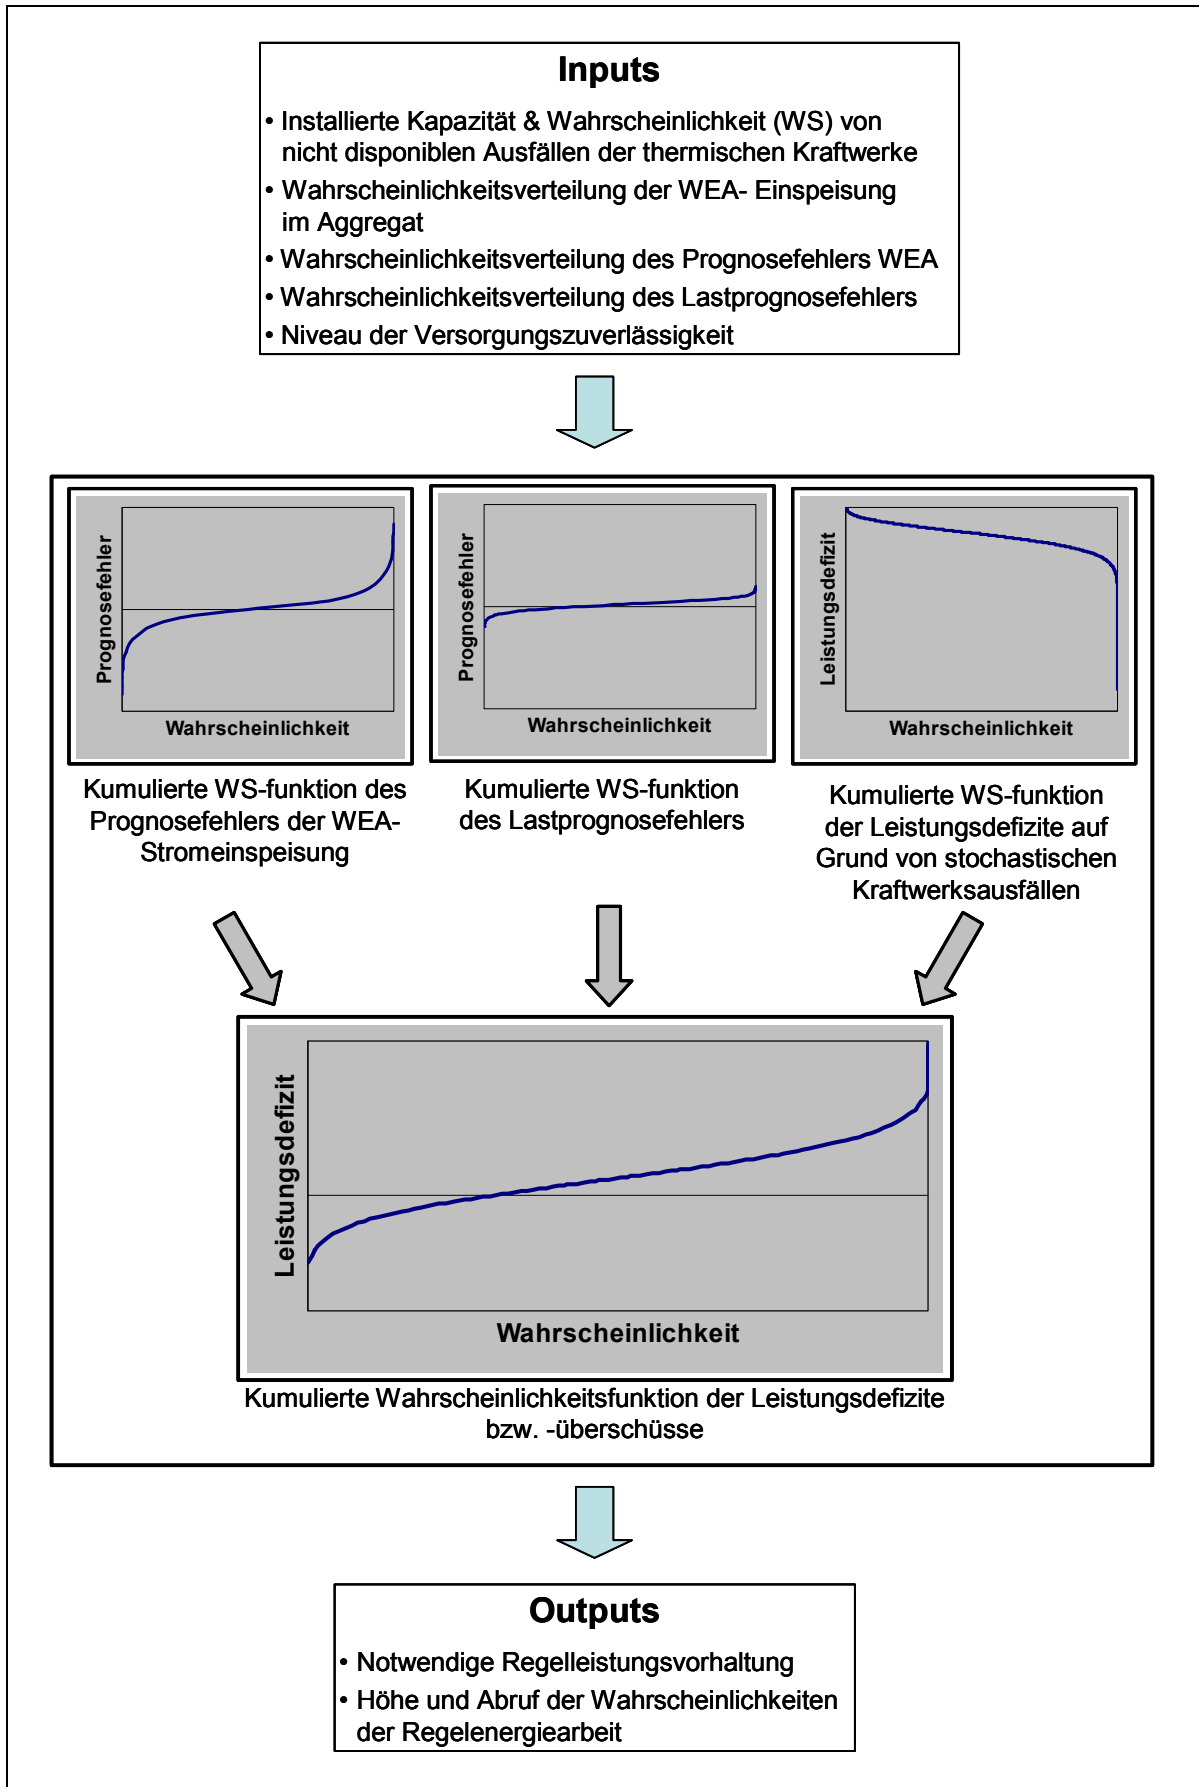 Inputs
• Installierte Kapazität & Wahrscheinlichkeit (WS) von
nicht disponiblen Ausfällen der thermischen Kraftwerke
• Wahrscheinlichkeitsverteilung der WEA- Einspeisung
im Aggregat
• Wahrscheinlichkeitsverteilung des Prognosefehlers WEA
• Wahrscheinlichkeitsverteilung des Lastprognosefehlers
• Niveau der Versorgungszuverlässigkeit
Prognosefehler
Wahrscheinlichkeit
Kumulierte WS-funktion des
Prognosefehlers der WEA-
Stromeinspeisung
Prognosefehler
Wahrscheinlichkeit
Kumulierte WS-funktion
des Lastprognosefehlers
Leistungsdefizit
Wahrscheinlichkeit
Kumulierte WS-funktion
der Leistungsdefizite auf
Grund von stochastischen
Kraftwerksausfällen
Leistungsdefizit
Wahrscheinlichkeit
Kumulierte Wahrscheinlichkeitsfunktion der Leistungsdefizite
bzw. -überschüsse
Outputs
• Notwendige Regelleistungsvorhaltung
• Höhe und Abruf der Wahrscheinlichkeiten
der Regelenergiearbeit